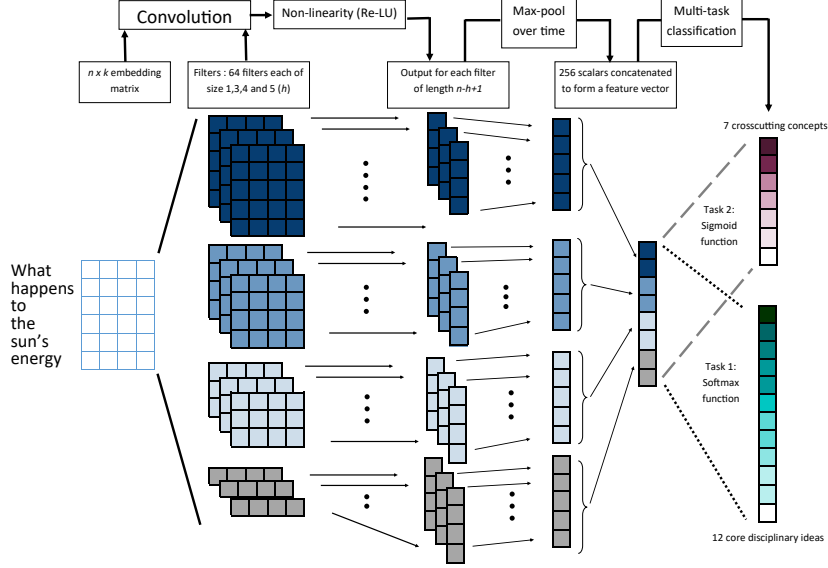 Convolution
Non-linearity (Re-LU)
Max-pool
over time
Multi-task
classification
n x k embedding
matrix
Filters : 64 filters each of
size 1,3,4 and 5 (h)
Output for each filter
of length n-h+1
256 scalars concatenated
to form a feature vector
7 crosscutting concepts
Task 2:
Sigmoid
function
What
happens
to
the
sun's
energy
Task 1:
Softmax
function
12 core disciplinary ideas